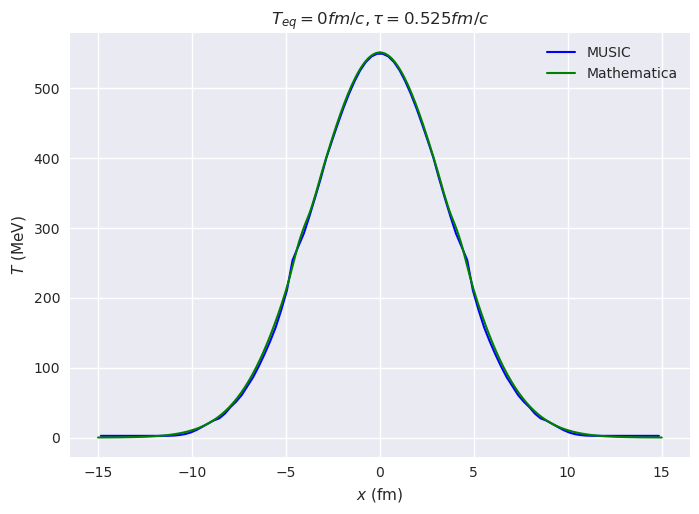 T_eq = 0fm/c, τ = 0.525fm/c
MUSIC
Mathematica
500
400
300
200
100
0
T (MeV)
−15
−10
−5
0
5
10
15
x (fm)